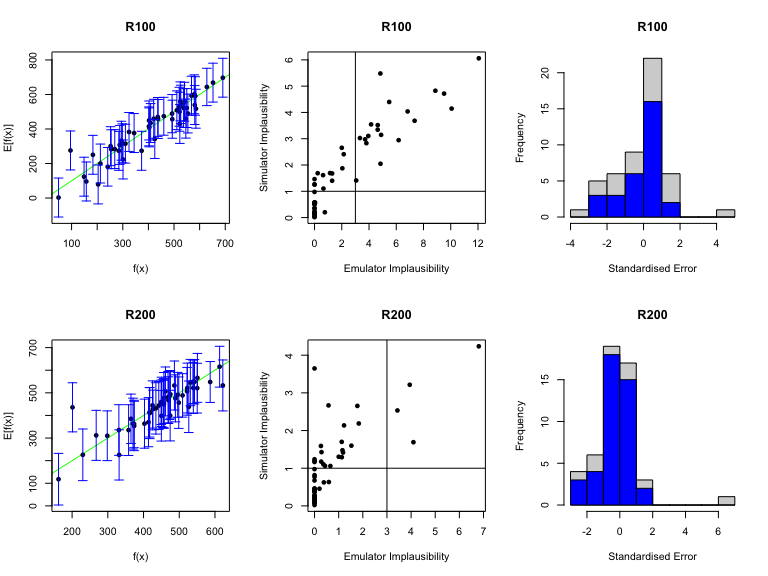 R100
R100
R100
E[f(x)]
0 200 400 600 800
100 300 500 700
f(x)
Simulator Implausibility
0 1 2 3 4 5 6
0 2 4 6 8 10 12
Emulator Implausibility
Frequency
0 5 10 15 20
-4 -2 0 2 4
Standardised Error
R200
R200
R200
E[f(x)]
0 100 300 500 700
200 300 400 500 600
f(x)
Simulator Implausibility
0 1 2 3 4
0 1 2 3 4 5 6 7
Emulator Implausibility
Frequency
0 5 10 15
-2 0 2 4 6
Standardised Error